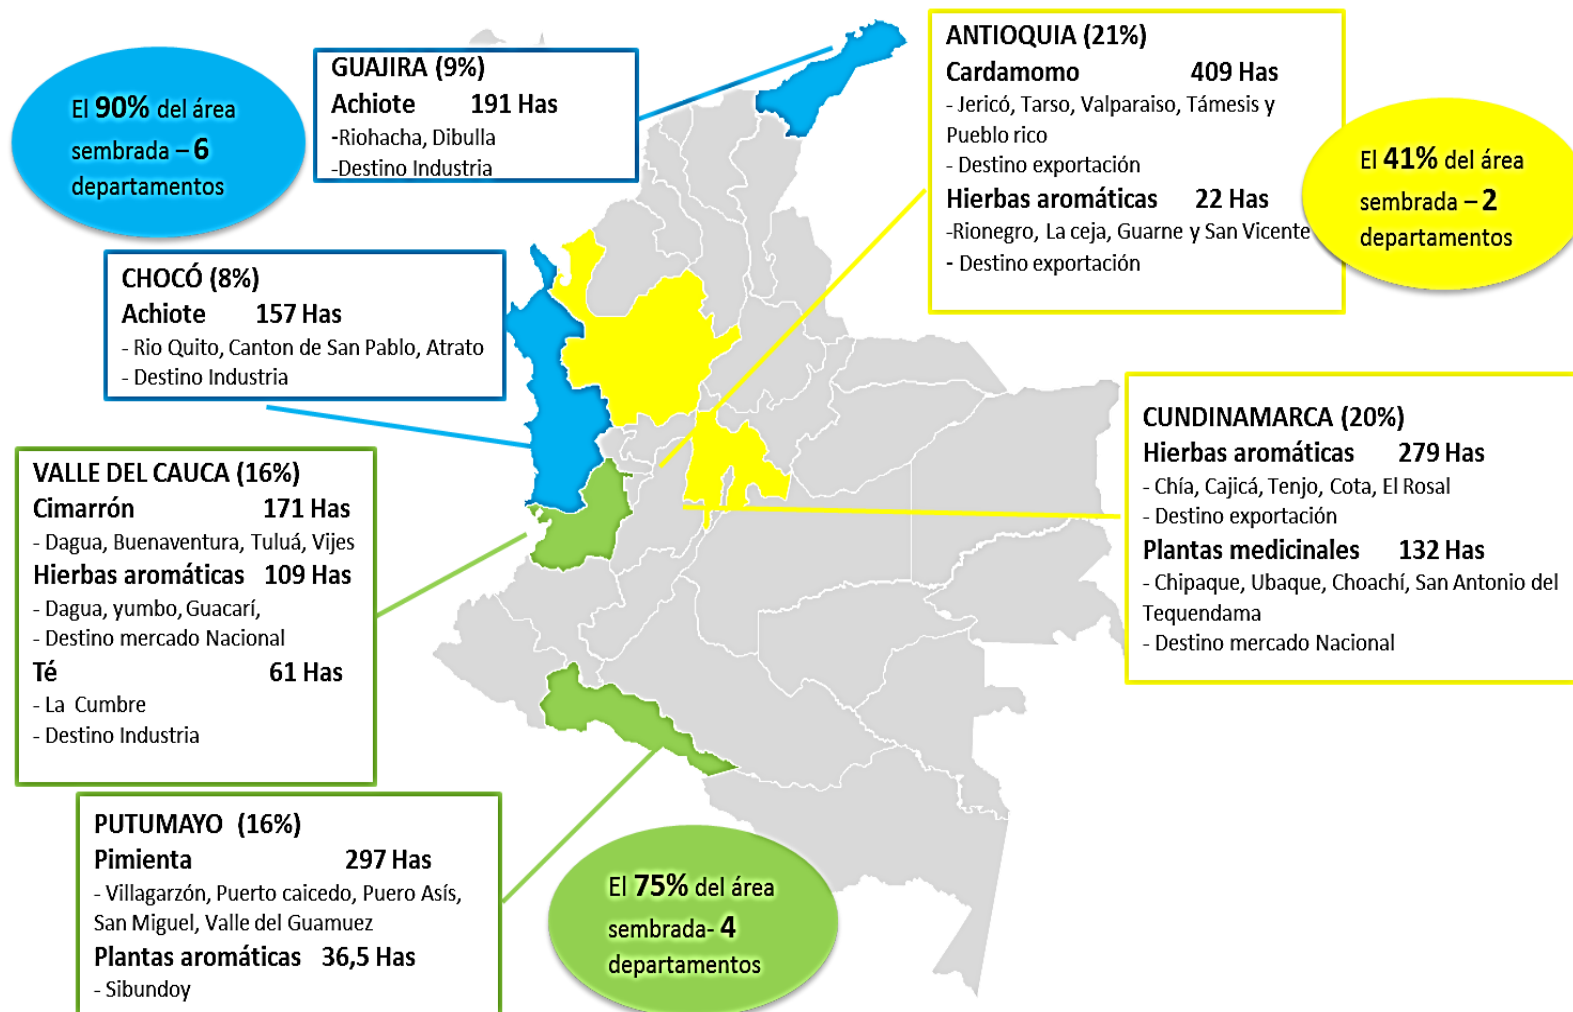 El 90% del área
sembrada – 6
departamentos
GUAJIRA (9%)
Achiote 191 Has
-Riohacha, Dibulla
-Destino Industria
ANTIOQUIA (21%)
Cardamomo 409 Has
- Jericó, Tarso, Valparaiso, Támesis y
Pueblo rico
- Destino exportación
Hierbas aromáticas 22 Has
-Rionegro, La ceja, Guarne y San Vicente
- Destino exportación
El 41% del área
sembrada – 2
departamentos
CHOCÓ (8%)
Achiote 157 Has
- Rio Quito, Canton de San Pablo, Atrato
- Destino Industria
CUNDINAMARCA (20%)
Hierbas aromáticas 279 Has
- Chía, Cajicá, Tenjo, Cota, El Rosal
- Destino exportación
Plantas medicinales 132 Has
- Chipaque, Ubaque, Choachí, San Antonio del
Tequendama
- Destino mercado Nacional
VALLE DEL CAUCA (16%)
Cimarrón 171 Has
- Dagua, Buenaventura, Tuluá, Vijes
Hierbas aromáticas 109 Has
- Dagua, yumbo, Guacarí,
- Destino mercado Nacional
Té 61 Has
- La Cumbre
- Destino Industria
PUTUMAYO (16%)
Pimienta 297 Has
- Villagarzón, Puerto caicedo, Puero Asís,
San Miguel, Valle del Guamuez
Plantas aromáticas 36,5 Has
- Sibundoy
El 75% del área
sembrada- 4
departamentos